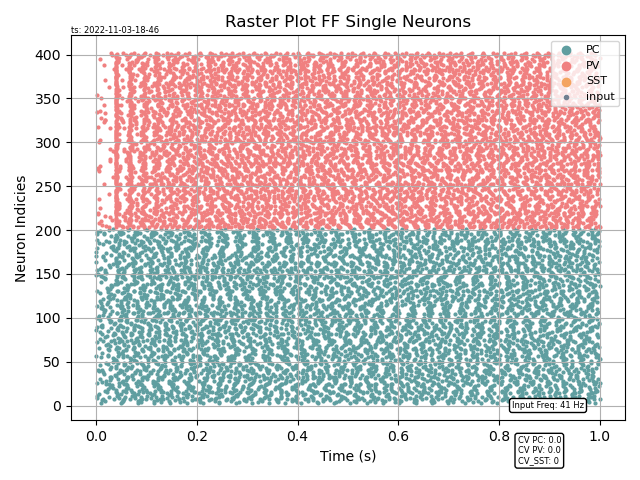 Raster Plot FF Single Neurons
ts: 2022-11-03-18-46
PC
PV
SST
input
400
350
300
250
200
150
100
50
0
Neuron Indicies
Input Freq: 41 Hz
0.0 0.2 0.4 0.6 0.8 1.0
Time (s)
CV PC: 0.0
CV PV: 0.0
CV_SST: 0